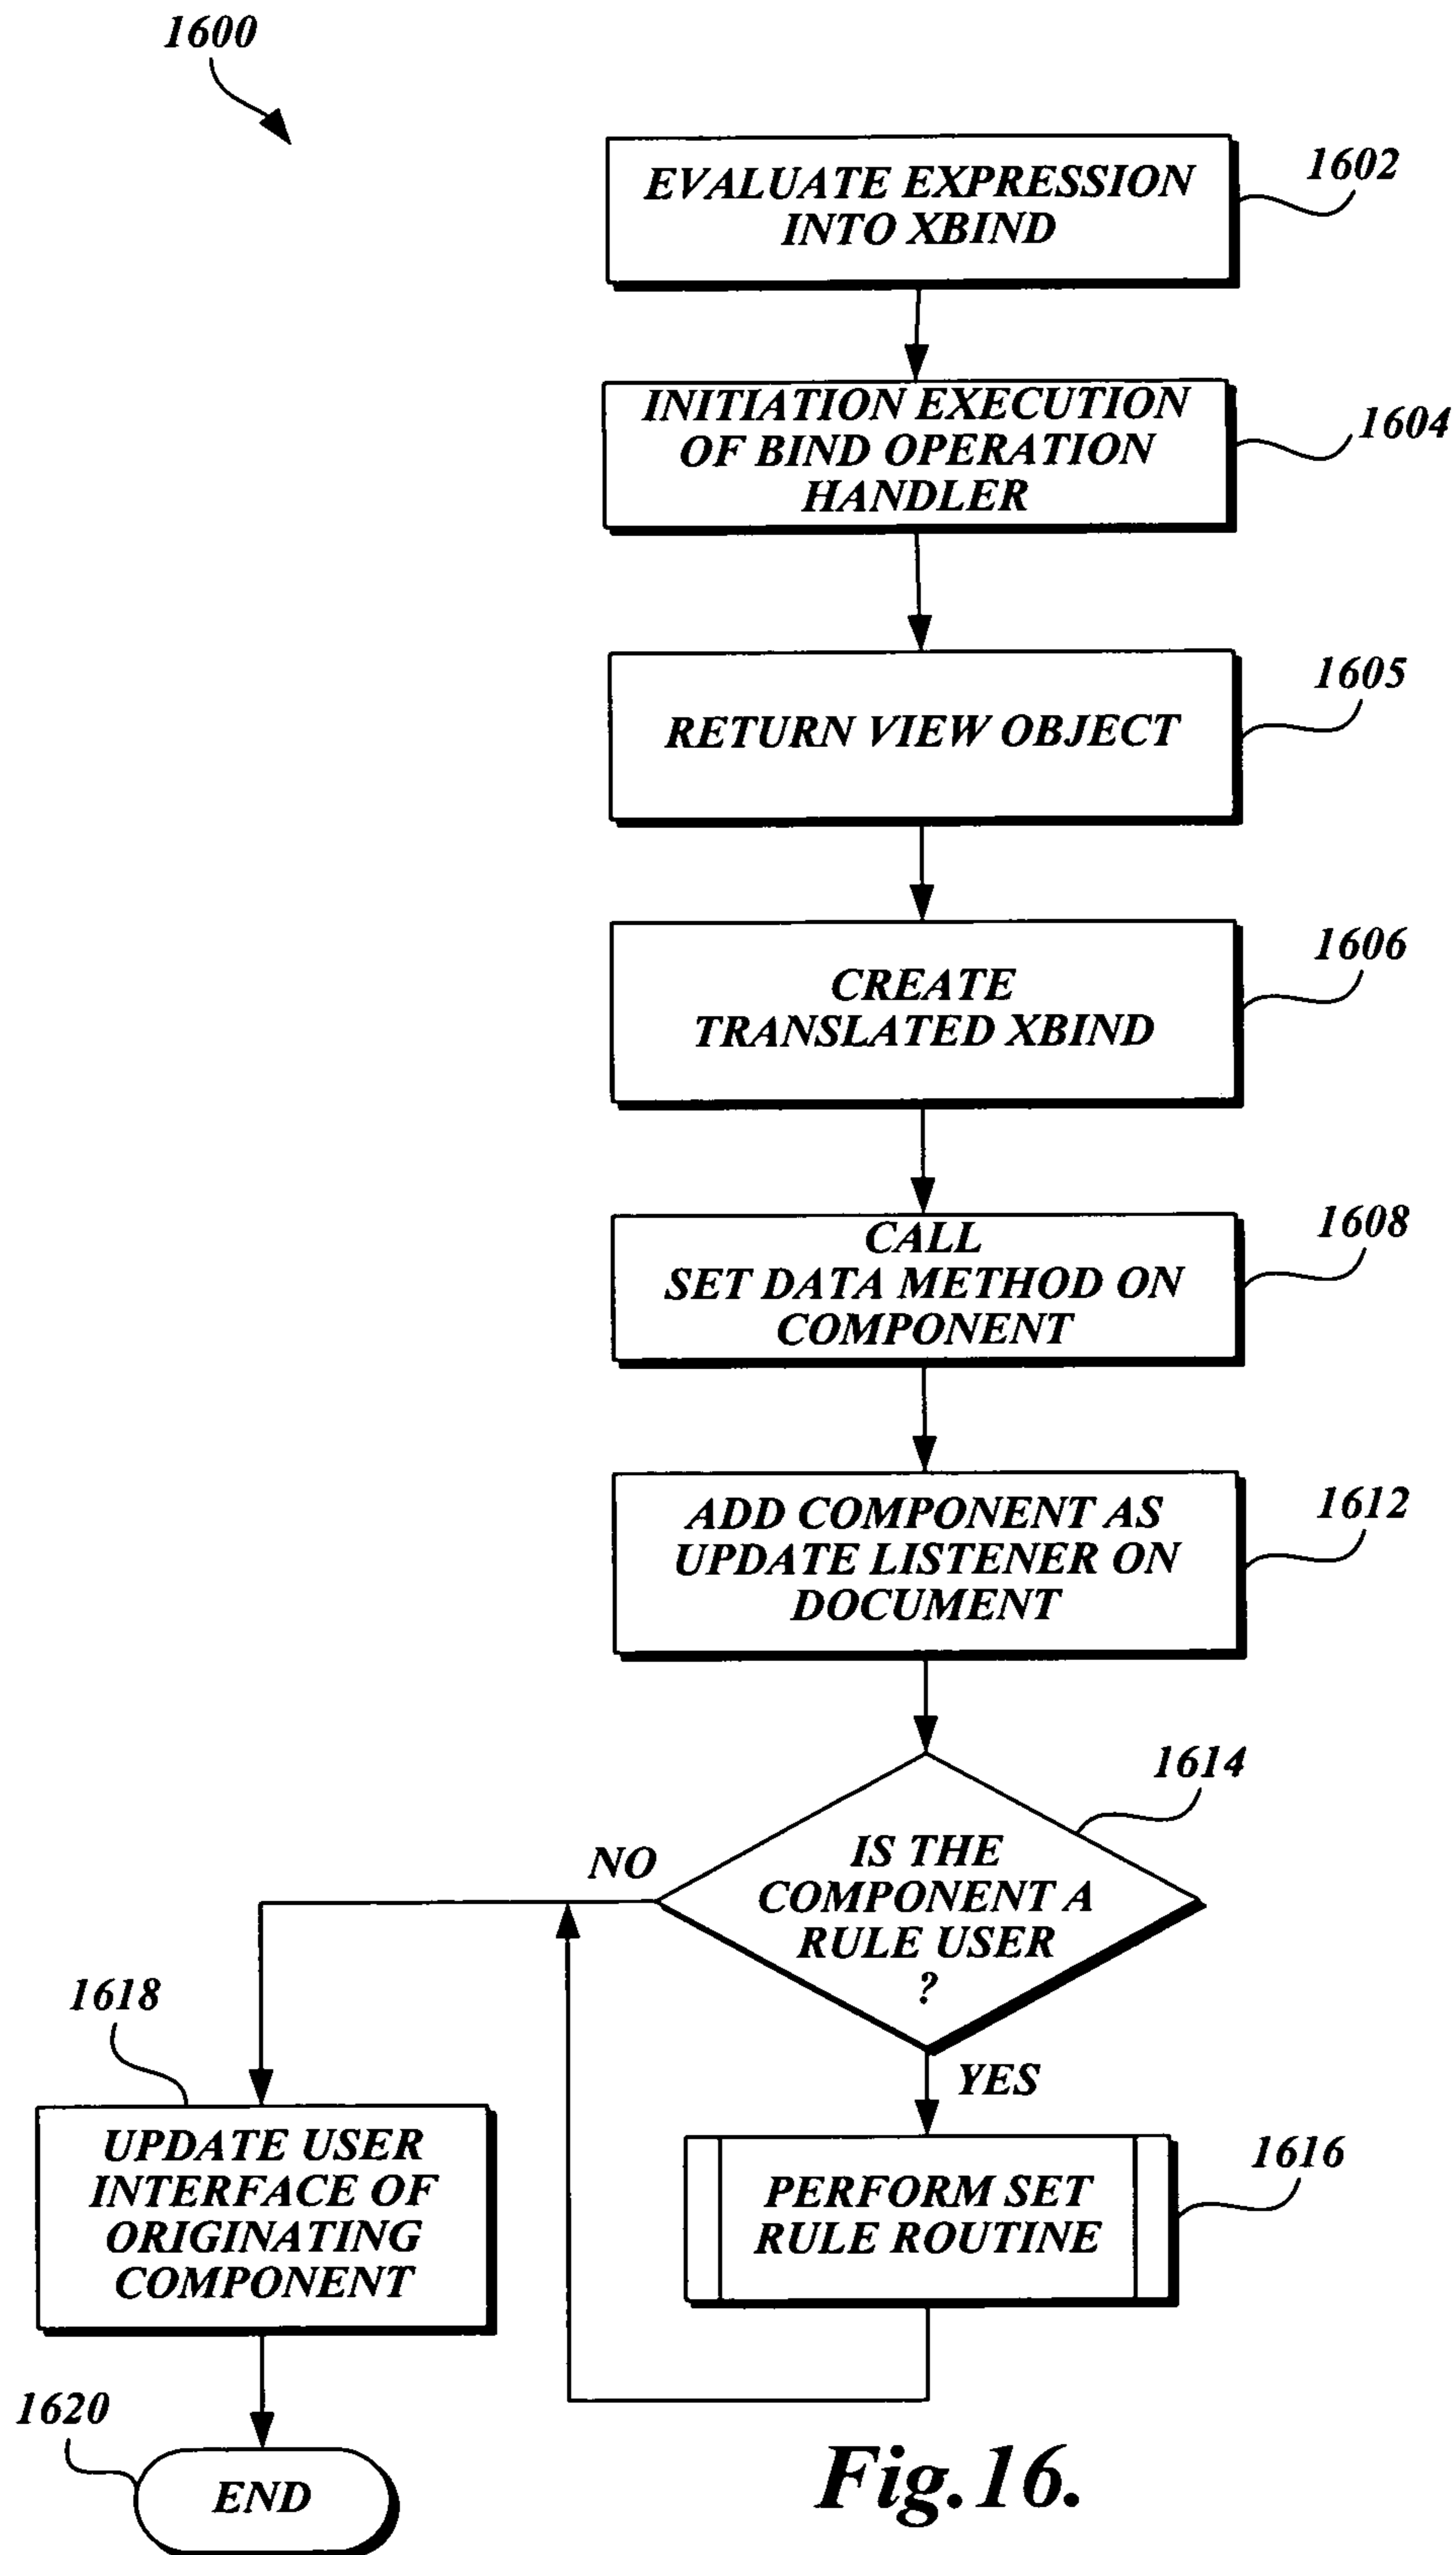 1600
EVALUATE EXPRESSION
INTO XBIND
1602
INITIATION EXECUTION
OF BIND OPERATION
HANDLER
1604
RETURN VIEW OBJECT
1605
CREATE
TRANSLATED XBIND
1606
CALL
SET DATA METHOD ON
COMPONENT
1608
ADD COMPONENT AS
UPDATE LISTENER ON
DOCUMENT
1612
IS THE
COMPONENT A
RULE USER
?
1614
NO
YES
PERFORM SET
RULE ROUTINE
1616
1618
UPDATE USER
INTERFACE OF
ORIGINATING
COMPONENT
1620
END
Fig.16.